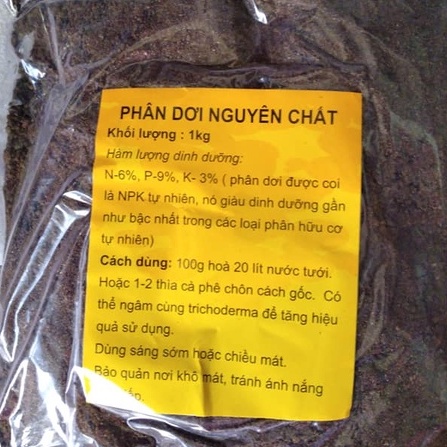 PHÂN DƠI NGUYÊN CHẤT
Khối lượng : 1kg
Hàm lượng dinh dưỡng:
N-6%, P-9%, K- 3% ( phân dơi được coi
là NPK tự nhiên, nó giàu dinh dưỡng gần
như bậc nhất trong các loại phân hữu cơ
tự nhiên)
Cách dùng: 100g hoà 20 lít nước tưới.
Hoặc 1-2 thìa cà phê chôn cách gốc. Có
thể ngâm cùng trichoderma để tăng hiệu
quả sử dụng.
Dùng sáng sớm hoặc chiều mát.
Bảo quản nơi khô mát, tránh ánh nắng